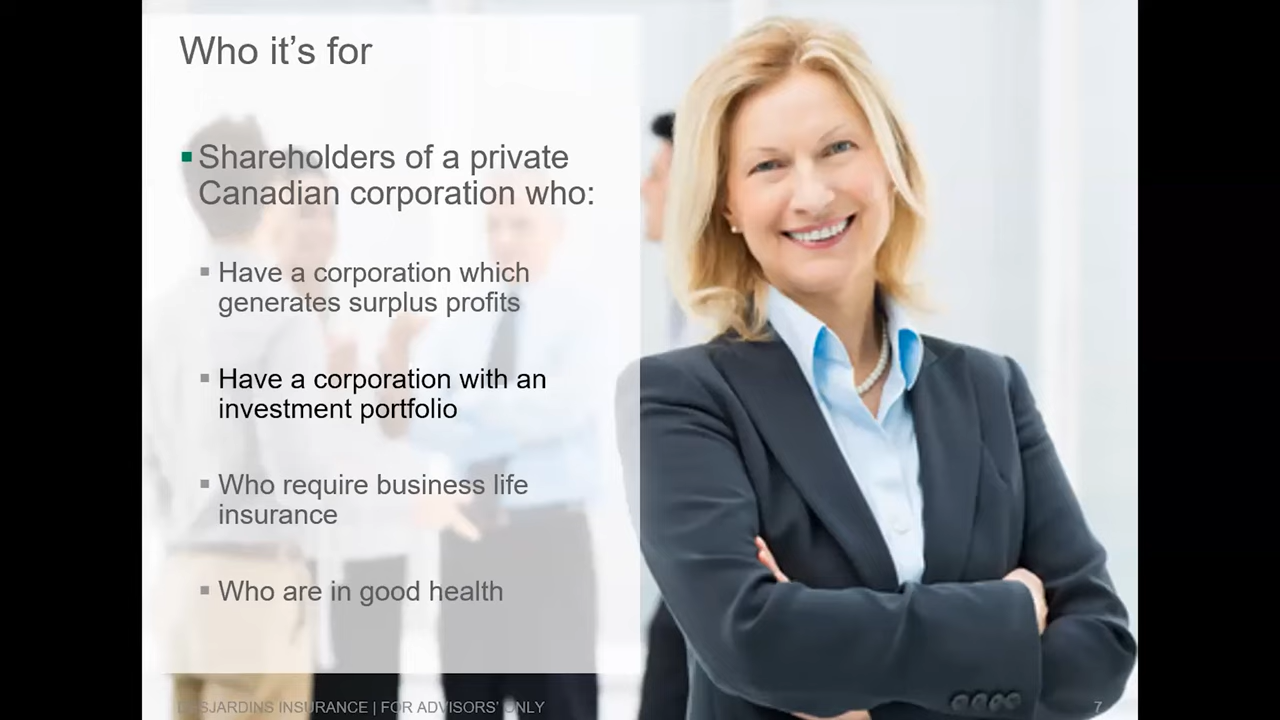 Who it's for
Shareholders of a private
Canadian corporation who:
Have a corporation which
generates surplus profits
Have a corporation with an
investment portfolio
Who require business life
insurance
Who are in good health
DESJARDINS INSURANCE | FOR ADVISORS' ONLY
7